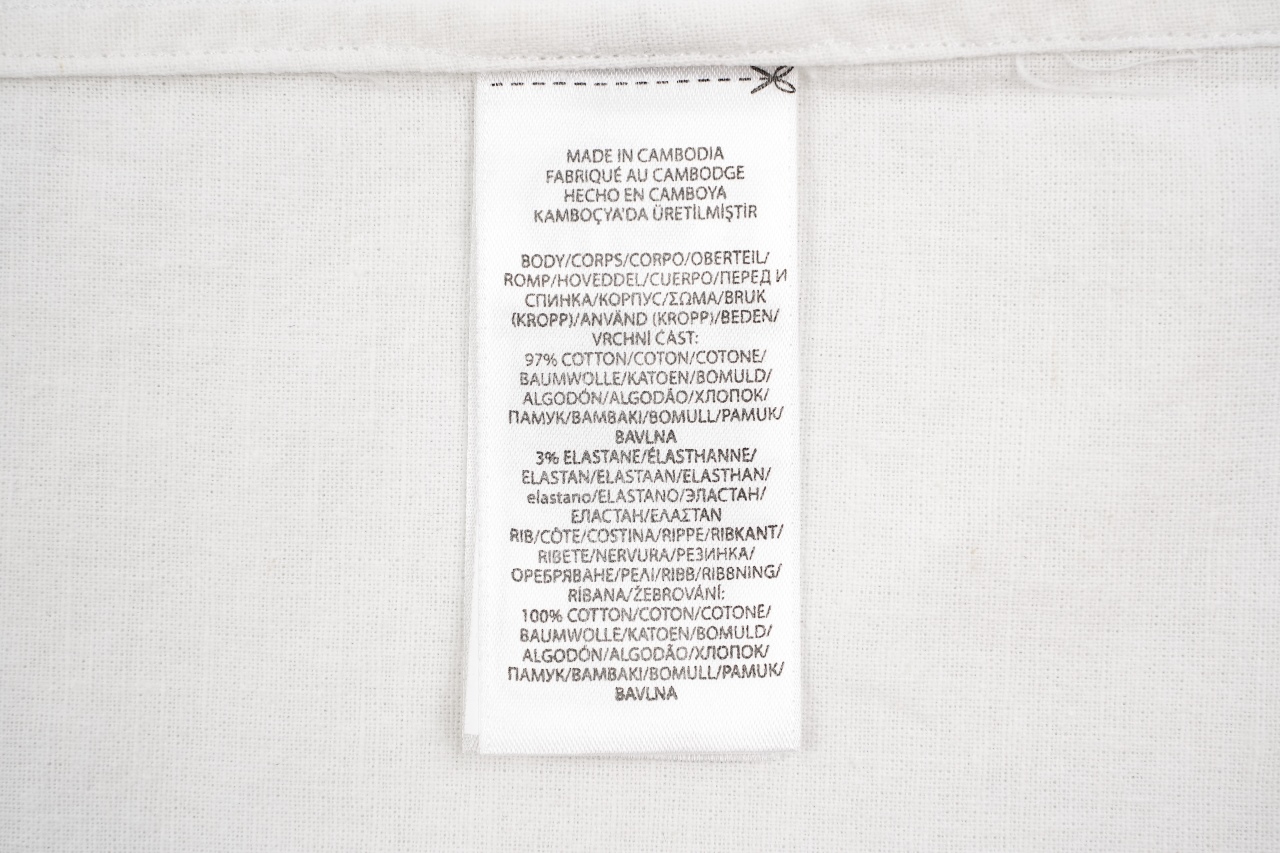 MADE IN CAMBODIA
FABRIQUÉ AU CAMBODGE
HECHO EN CAMBOYA
KAMBOÇYA'DA ÜRETİLMİŞTİR
BODY/CORPS/CORPO/OBERTEIL/
ROMP/HOVEDDEL/CUERPO/ПЕРЕД И
СПИНКА/КОРПУС/ΣΩΜΑ/BRUK
(KROPP)/ANVÄND (KROPP)/BEDEN/
VRCHNÍ ČÁST:
97% COTTON/COTON/COTONE/
BAUMWOLLE/KATOEN/BOMULD/
ALGODÓN/ALGODÃO/ХЛОПОК/
ПАМУК/ΒΑΜΒΑΚΙ/BOMULL/PAMUK/
BAVLNA
3% ELASTANE/ÉLASTHANNE/
ELASTAN/ELASTAAN/ELASTHAN/
elastano/ELASTANO/ЭЛАСТАН/
ЕЛАСТАН/ΕΛΑΣΤΑΝ
RIB/CÔTE/COSTINA/RIPPE/RIBKANT/
RIBETE/NERVURA/РЕЗИНКА/
ОРЕБРЯВАНЕ/ΡΕΛΙ/RIBB/RIBBNING/
RİBANA/ŽEBROVÁNÍ:
100% COTTON/COTON/COTONE/
BAUMWOLLE/KATOEN/BOMULD/
ALGODÓN/ALGODÃO/ХЛОПОК/
ПАМУК/ΒΑΜΒΑΚΙ/BOMULL/PAMUK/
BAVLNA